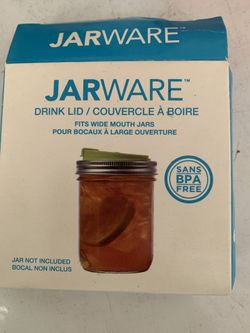 JARWARE™
JARWARE™
DRINK LID / COUVERCLE À BOIRE
FITS WIDE MOUTH JARS
POUR BOCAUX À LARGE OUVERTURE
SANS
BPA
FREE
JAR NOT INCLUDED
BOCAL NON INCLUS